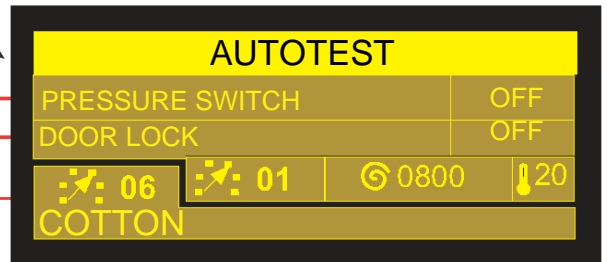 AUTOTEST
PRESSURE SWITCH OFF
DOOR LOCK OFF
06 01 0800 20
COTTON